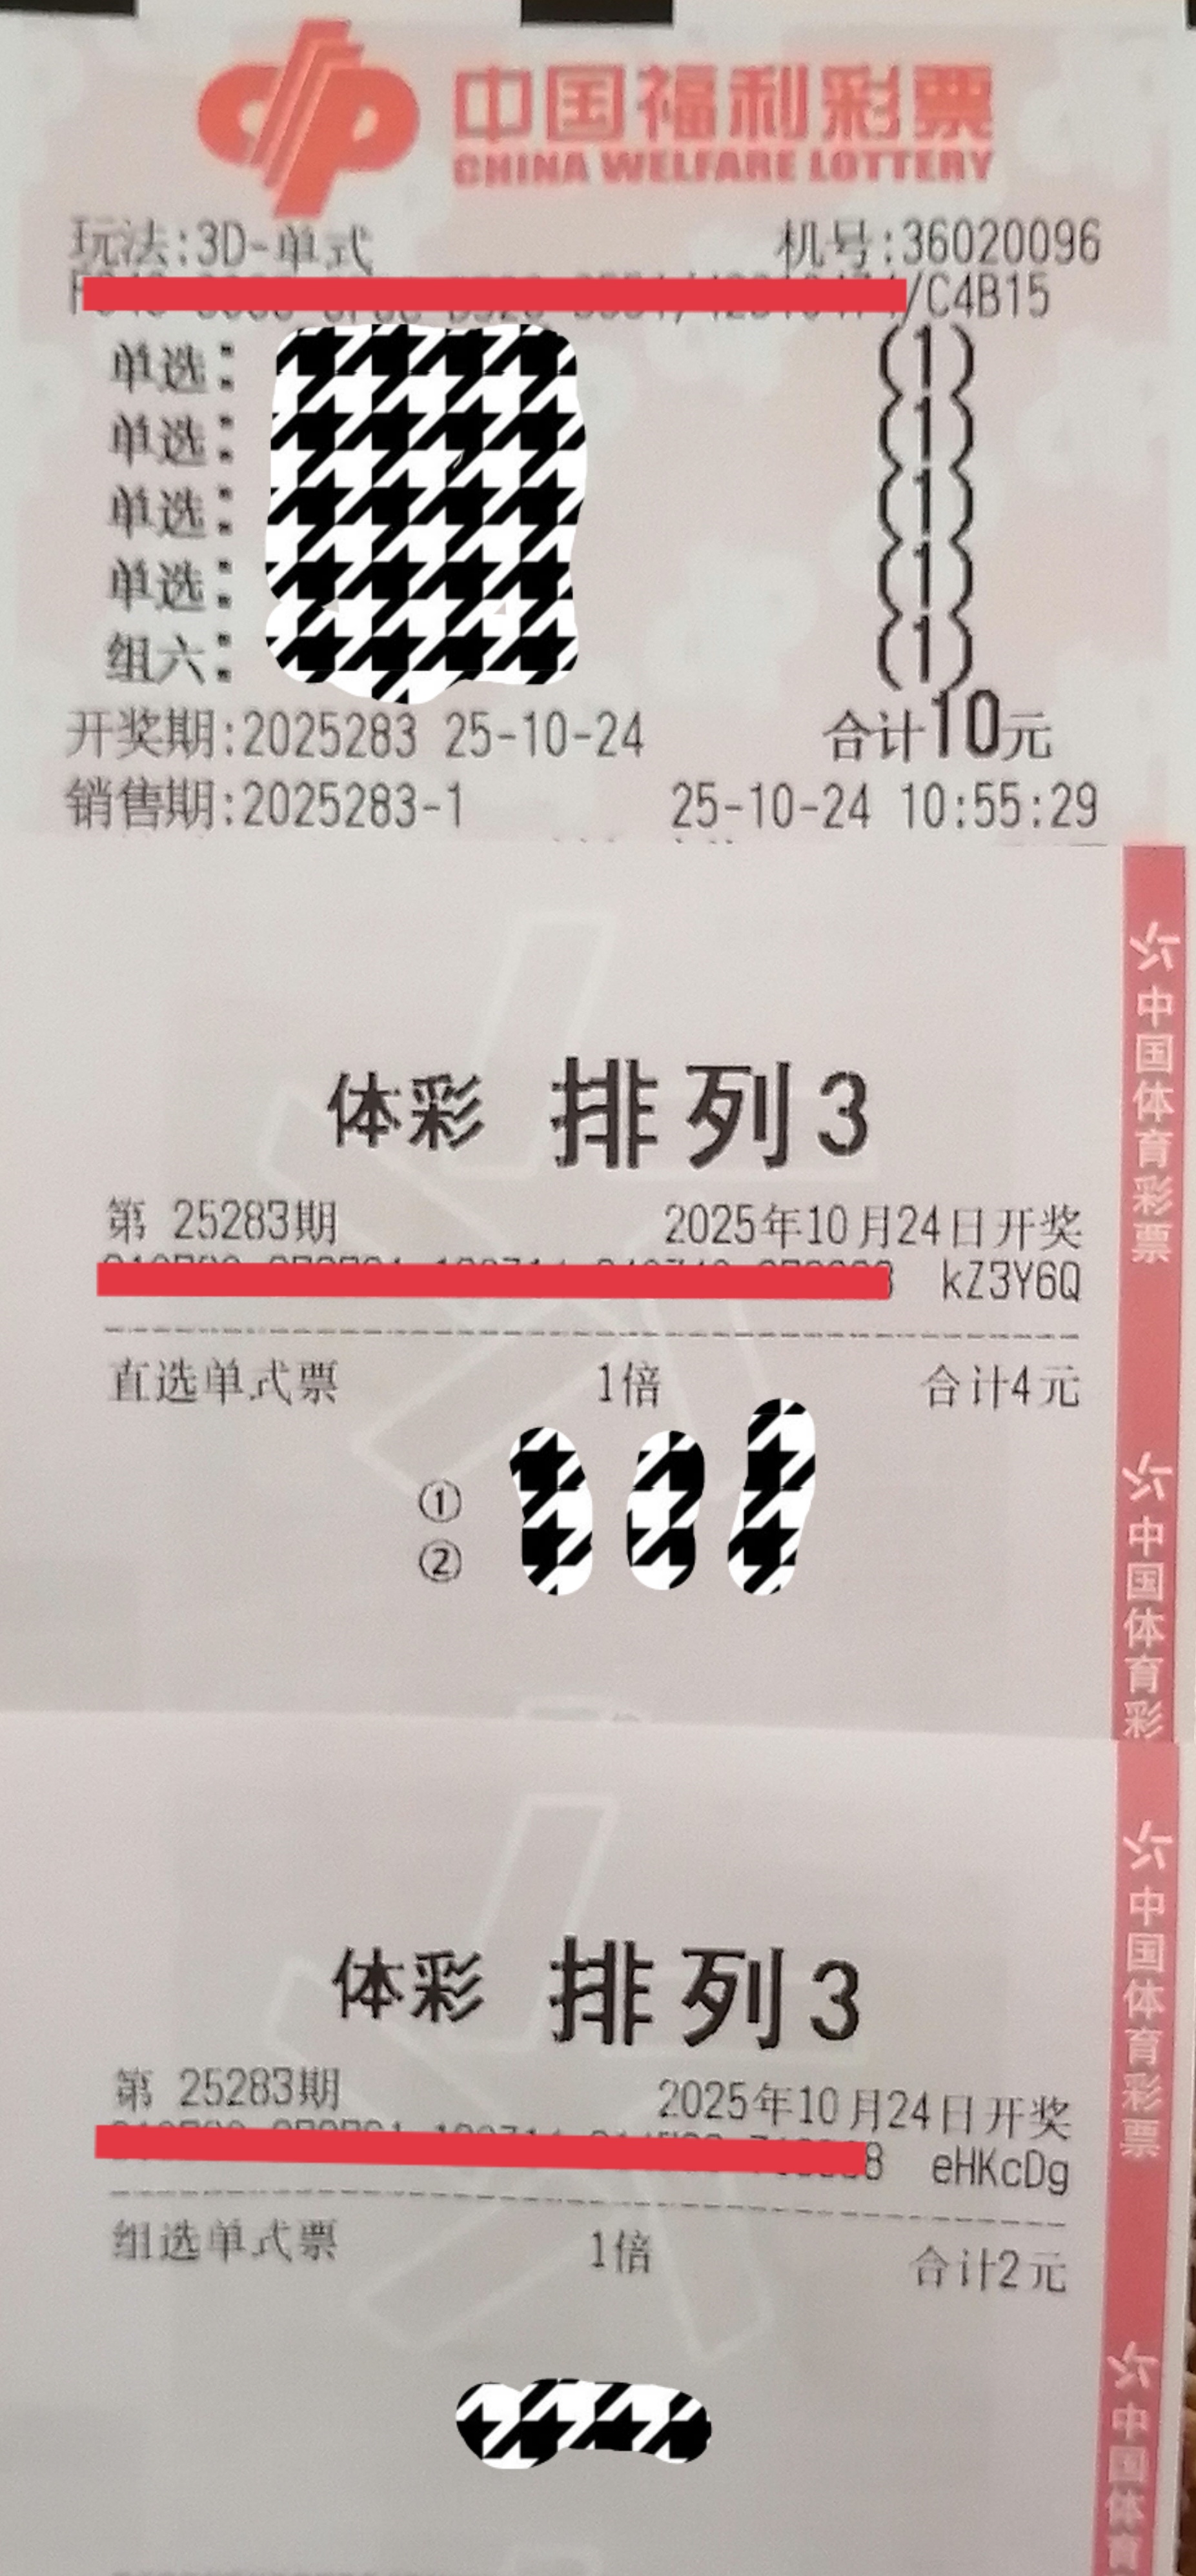 中国福利彩票
CHINA WELFARE LOTTERY
玩法:3D-单式 机号:36020096
/C4B15
单选: (1)
单选: (1)
单选: (1)
单选: (1)
组六: (1)
开奖期:2025283 25-10-24 合计10元
销售期:2025283-1 25-10-24 10:55:29
中国体育彩票
体彩 排列3
第 25283期 2025年10月24日开奖
kZ3Y6Q
直选单式票 1倍 合计4元
①
②
中国体育彩
中国体育彩票
体彩 排列3
第 25283期 2025年10月24日开奖
8 eHKcDg
组选单式票 1倍 合计2元
中国体育